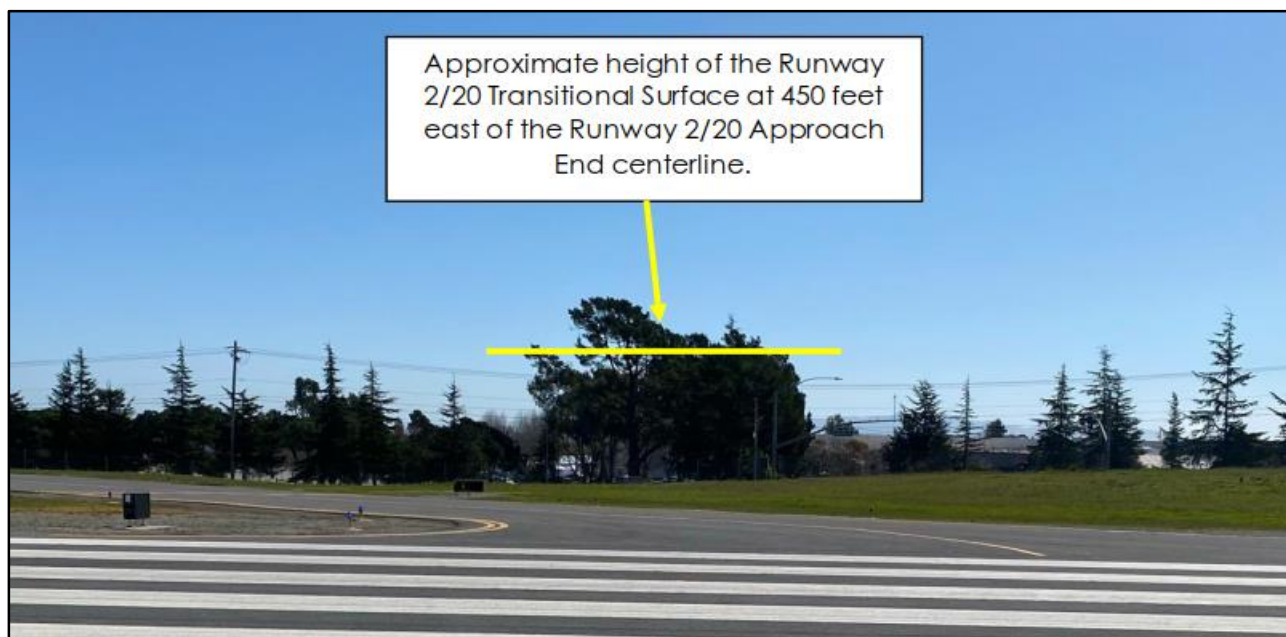 Approximate height of the Runway
2/20 Transitional Surface at 450 feet
east of the Runway 2/20 Approach
End centerline.